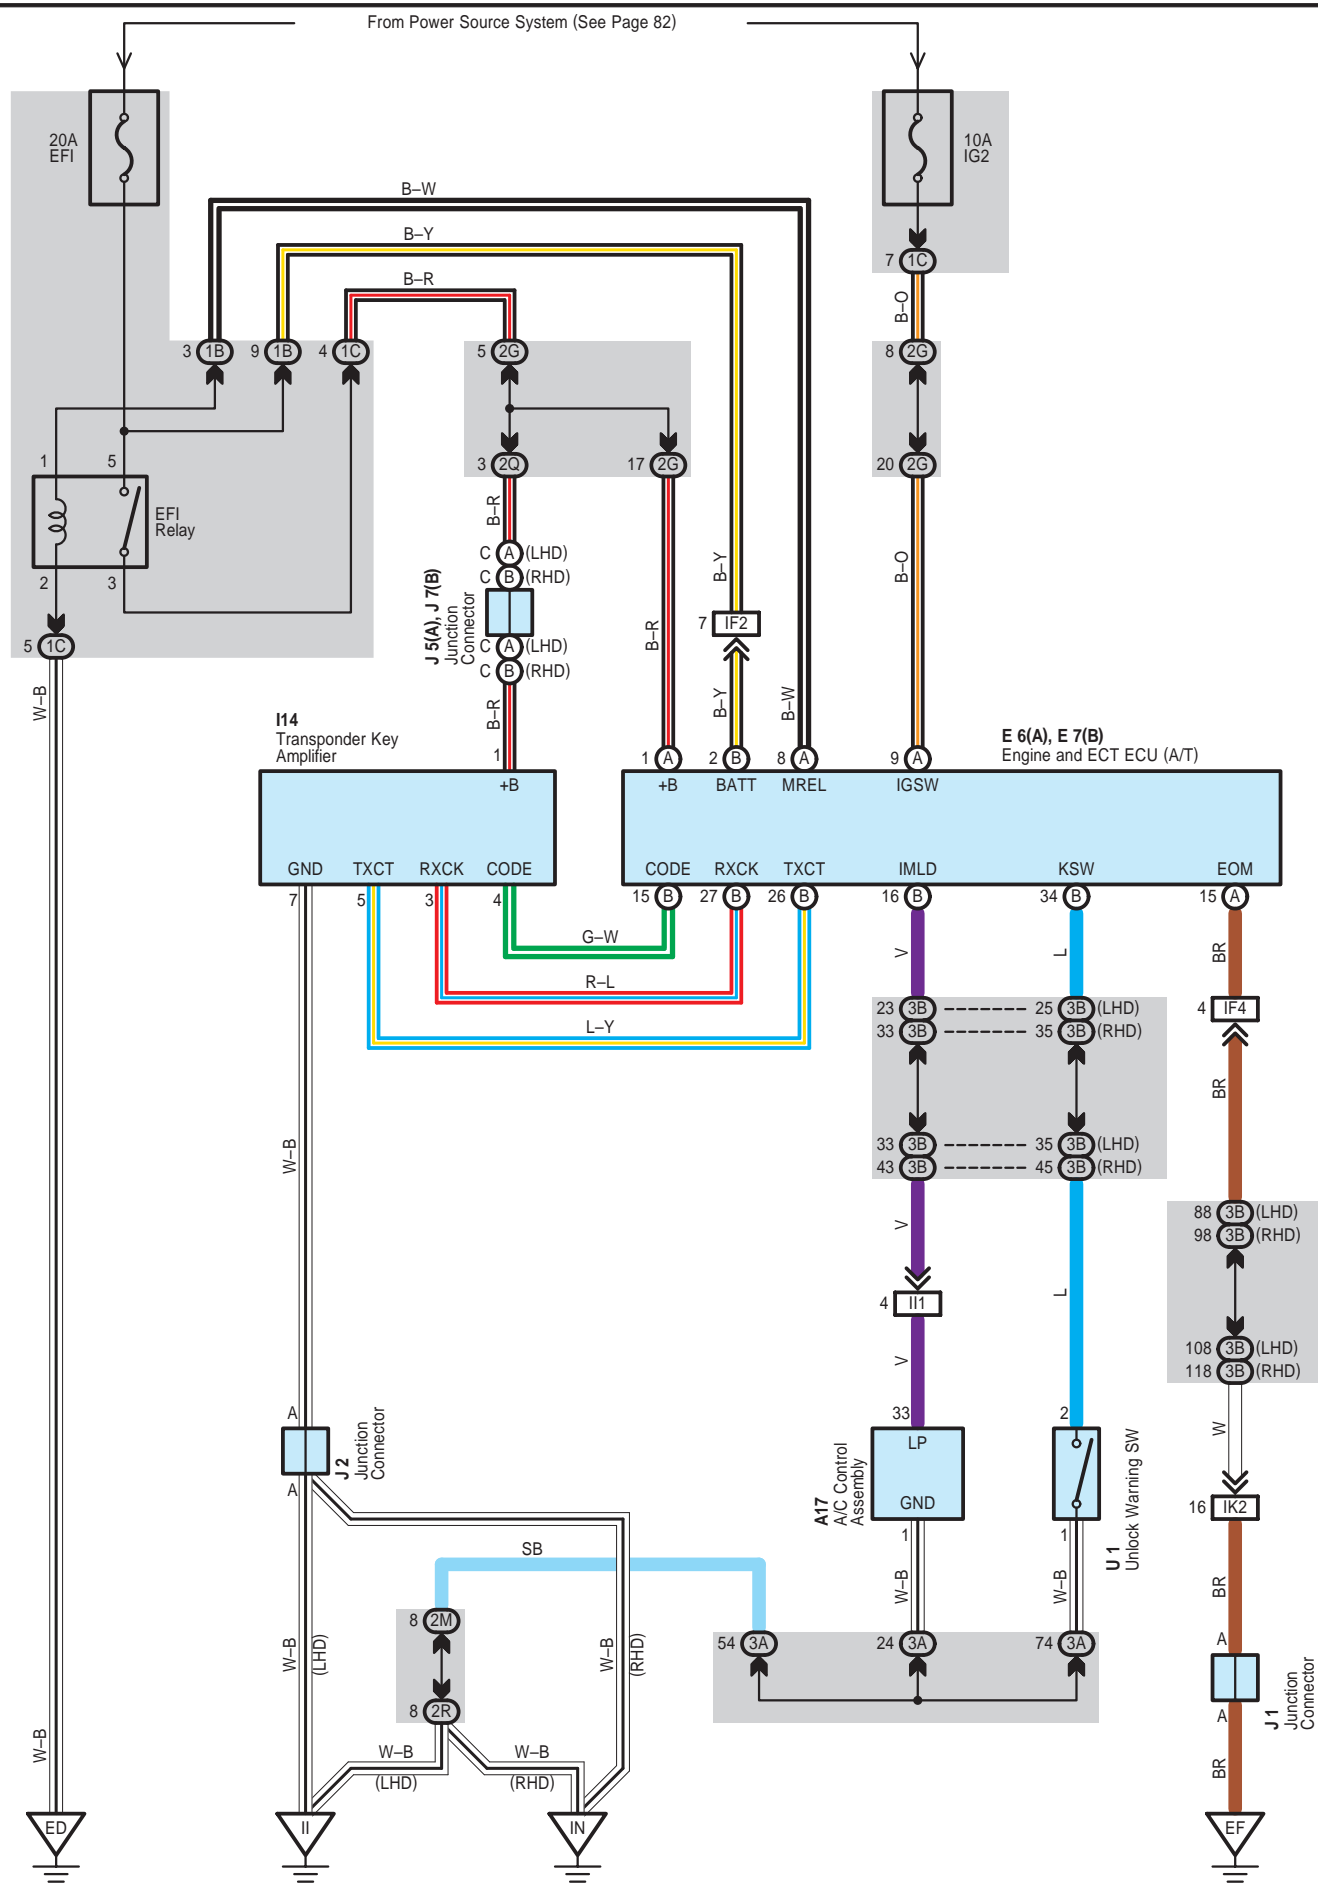 From Power Source System (See Page 82)
20A
EFI
10A
IG2
B–W
B–Y
B–R
7 1C
B–O
3 1B 9 1B 4 1C 5 2G 8 2G
3 2Q 17 2G 20 2G
1 5
EFI
Relay
2 3
5 1C
B–R
C A (LHD)
C B (RHD)
J 5(A), J 7(B)
Junction
Connector
C A (LHD)
C B (RHD)
B–R
B–R
B–Y
7 IF2
B–Y
B–W
B–O
W–B
I14
Transponder Key
Amplifier
E 6(A), E 7(B)
Engine and ECT ECU (A/T)
1 1 A 2 B 8 A 9 A
+B +B BATT MREL IGSW
GND TXCT RXCK CODE CODE RXCK TXCT IMLD KSW EOM
7 5 3 4 15 B 27 B 26 B 16 B 34 B 15 A
G–W
R–L
L–Y
V
L
BR
23 3B 25 3B (LHD)
33 3B 35 3B (RHD)
4 IF4
BR
33 3B 35 3B (LHD)
43 3B 45 3B (RHD)
W–B
V
L
88 3B (LHD)
98 3B (RHD)
4 II1
V
108 3B (LHD)
118 3B (RHD)
W
A
J 2
Junction
Connector
A
33
LP
GND
1
A17
A/C Control
Assembly
2
1
U 1
Unlock Warning SW
16 IK2
BR
SB
W–B
W–B
8 2M
8 2R
54 3A 24 3A 74 3A
W–B
(LHD)
W–B
(RHD)
A
J 1
Junction
Connector
A
BR
W–B
W–B
(LHD)
W–B
(RHD)
ED II IN EF